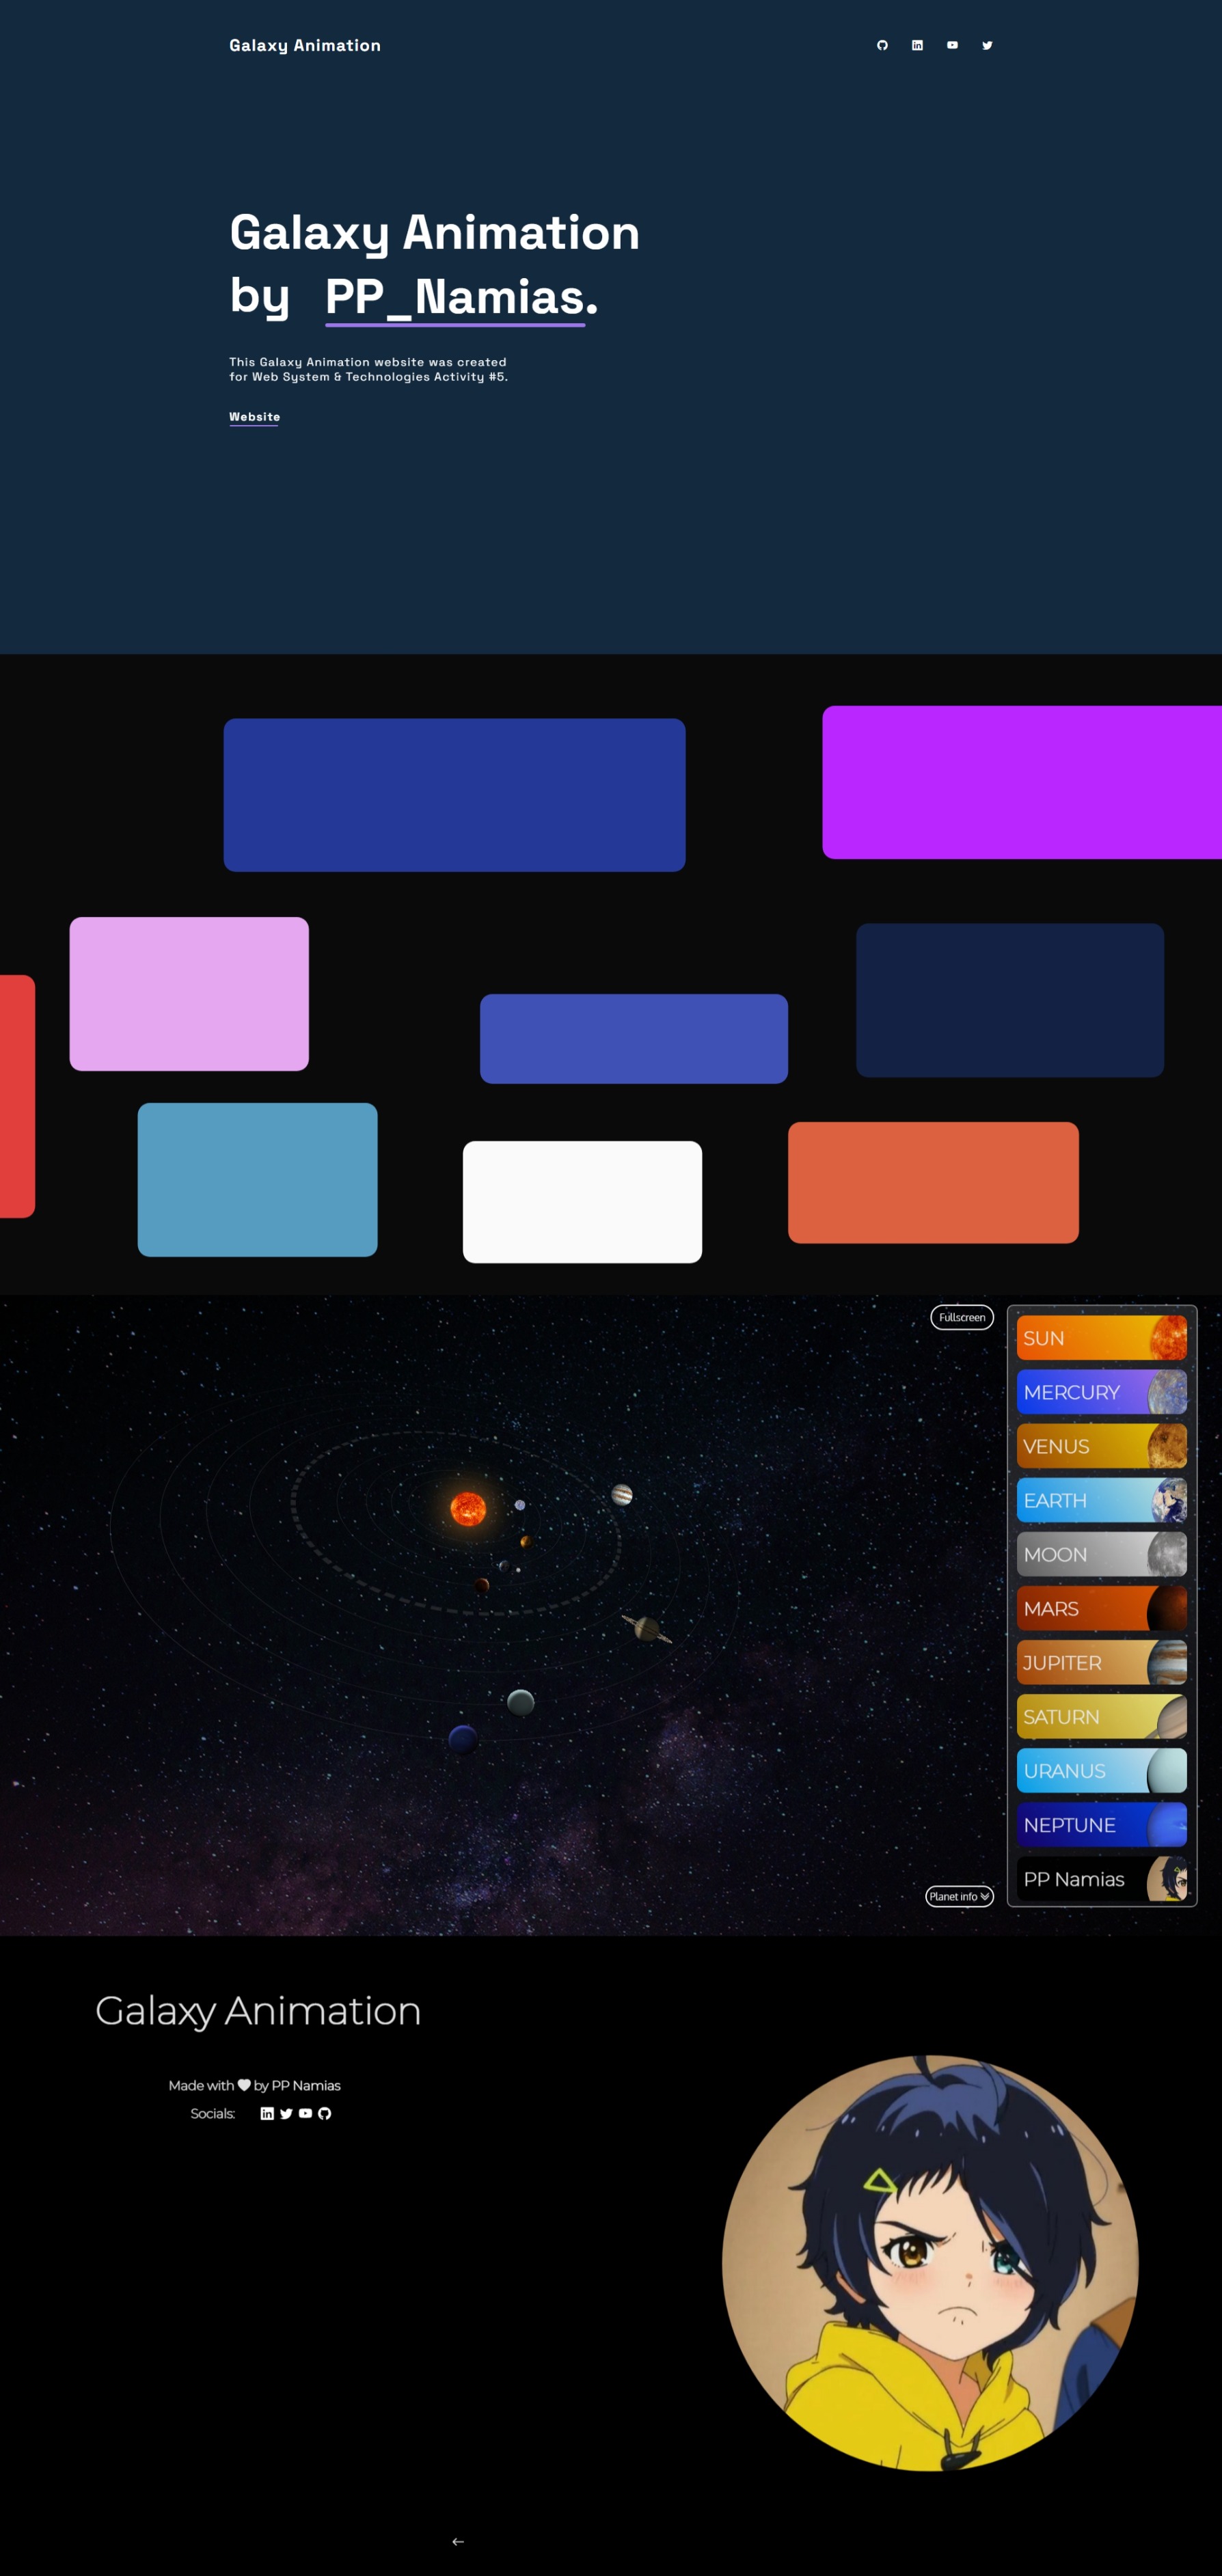 Galaxy Animation
Galaxy Animation
by PP_Namias.
This Galaxy Animation website was created
for Web System & Technologies Activity #5.
Website
Fullscreen
SUN
MERCURY
VENUS
EARTH
MOON
MARS
JUPITER
SATURN
URANUS
NEPTUNE
PP Namias
Planet info
Galaxy Animation
Made with by PP Namias
Socials: